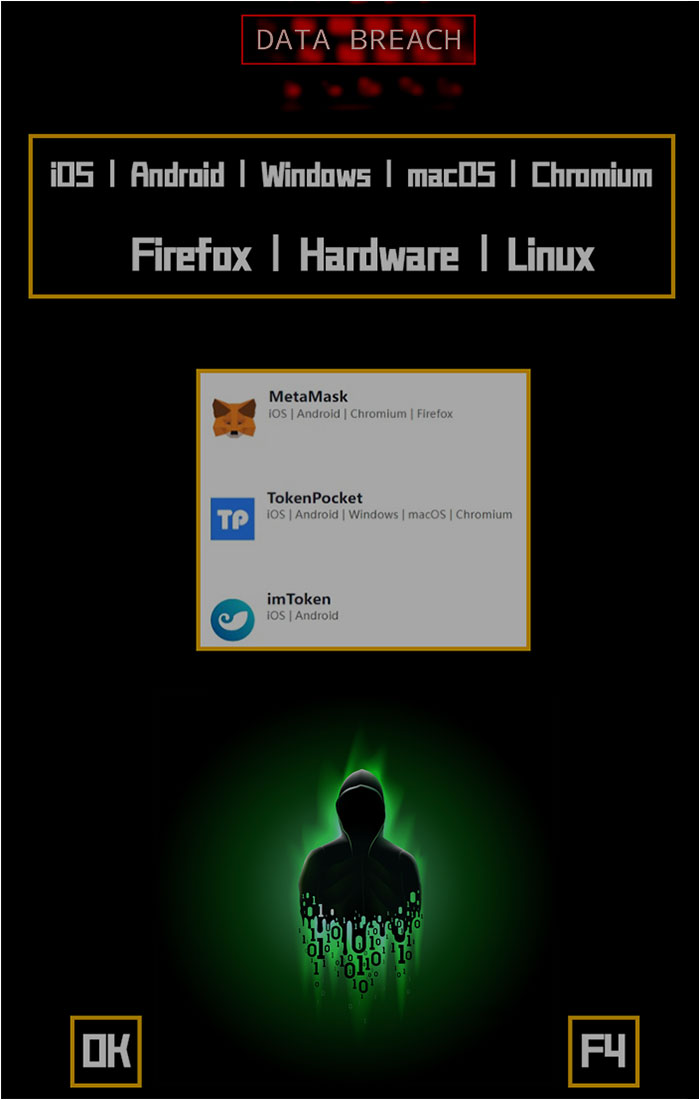 DATA BREACH
iOS | Android | Windows | macOS | Chromium
Firefox | Hardware | Linux
MetaMask
iOS | Android | Chromium | Firefox
TP
TokenPocket
iOS | Android | Windows | macOS | Chromium
imToken
iOS | Android
OK
F4